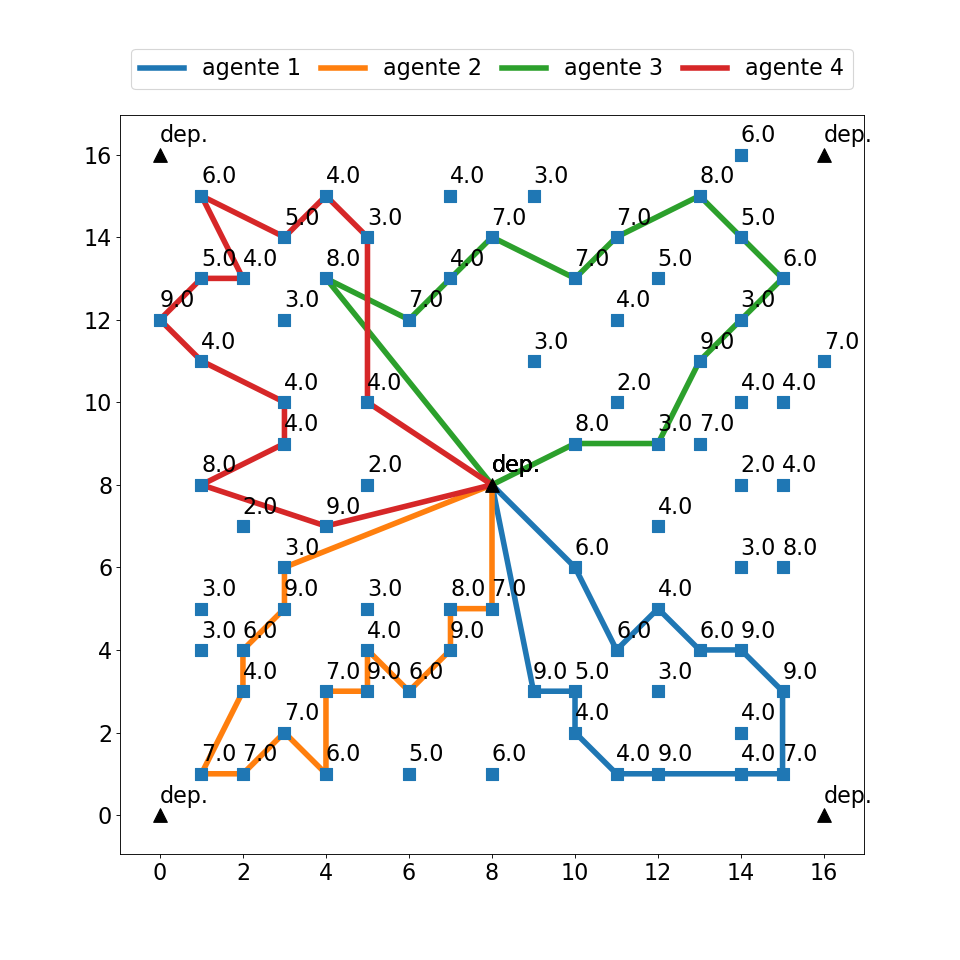 agente 1 agente 2 agente 3 agente 4
dep. 6.0 dep.
16
6.0 4.0 4.0 3.0 8.0
5.0 3.0 7.0 7.0 5.0
14
5.0 4.0 8.0 4.0 7.0 5.0 6.0
9.0 3.0 7.0 4.0 3.0
12
4.0 3.0 9.0 7.0
4.0 4.0 2.0 4.0 4.0
10
4.0 8.0 3.0 7.0
8.0 2.0 dep. 2.0 4.0
8
2.0 9.0 4.0
3.0 6.0 3.0 8.0
6
3.0 9.0 3.0 8.0 7.0 4.0
3.0 6.0 4.0 9.0 6.0 6.0 9.0
4
4.0 7.0 9.0 6.0 9.0 5.0 3.0 9.0
7.0 4.0 4.0
2
7.0 7.0 6.0 5.0 6.0 4.0 9.0 4.0 7.0
dep. dep.
0
0 2 4 6 8 10 12 14 16